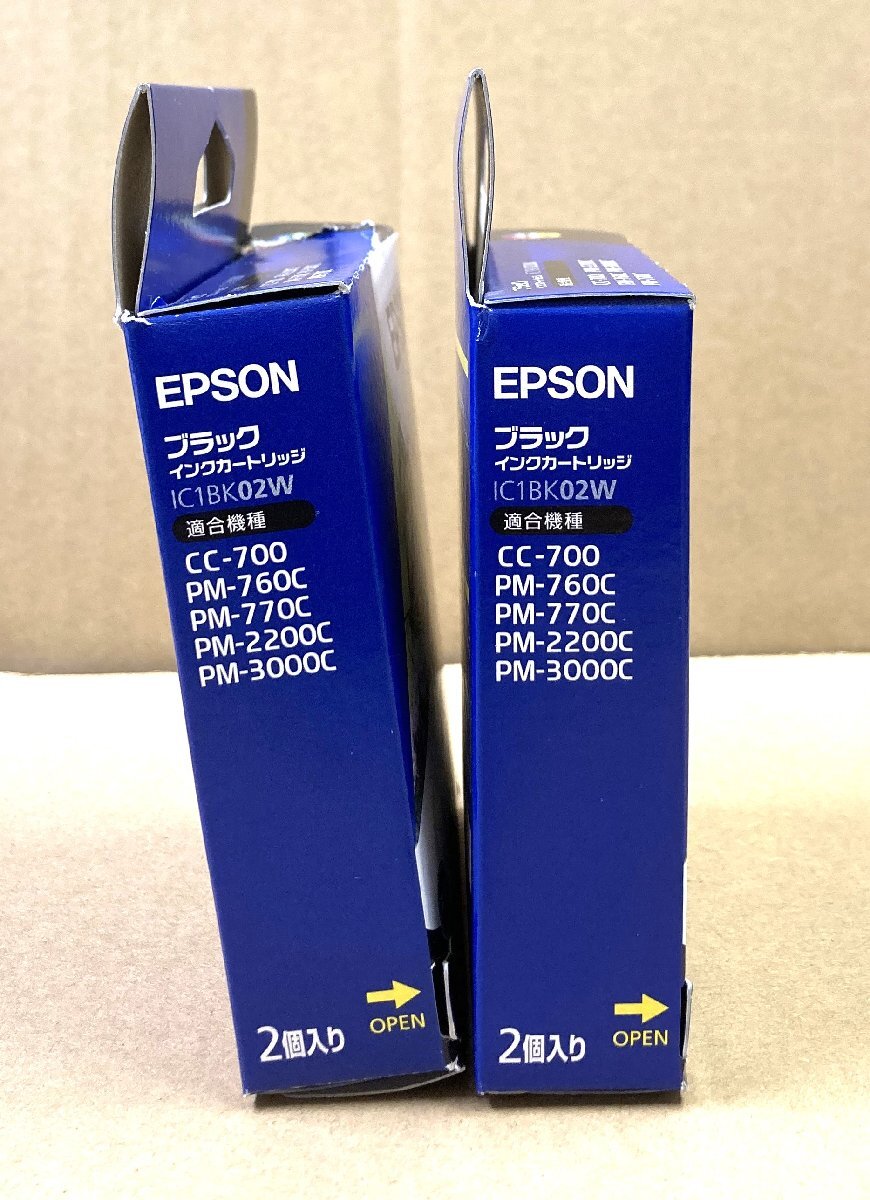 EPSON
ブラック
インクカートリッジ
IC1BK02W
適合機種
CC-700
PM-760C
PM-770C
PM-2200C
PM-3000C
OPEN
2個入り
EPSON
ブラック
インクカートリッジ
IC1BK02W
適合機種
CC-700
PM-760C
PM-770C
PM-2200C
PM-3000C
OPEN
2個入り